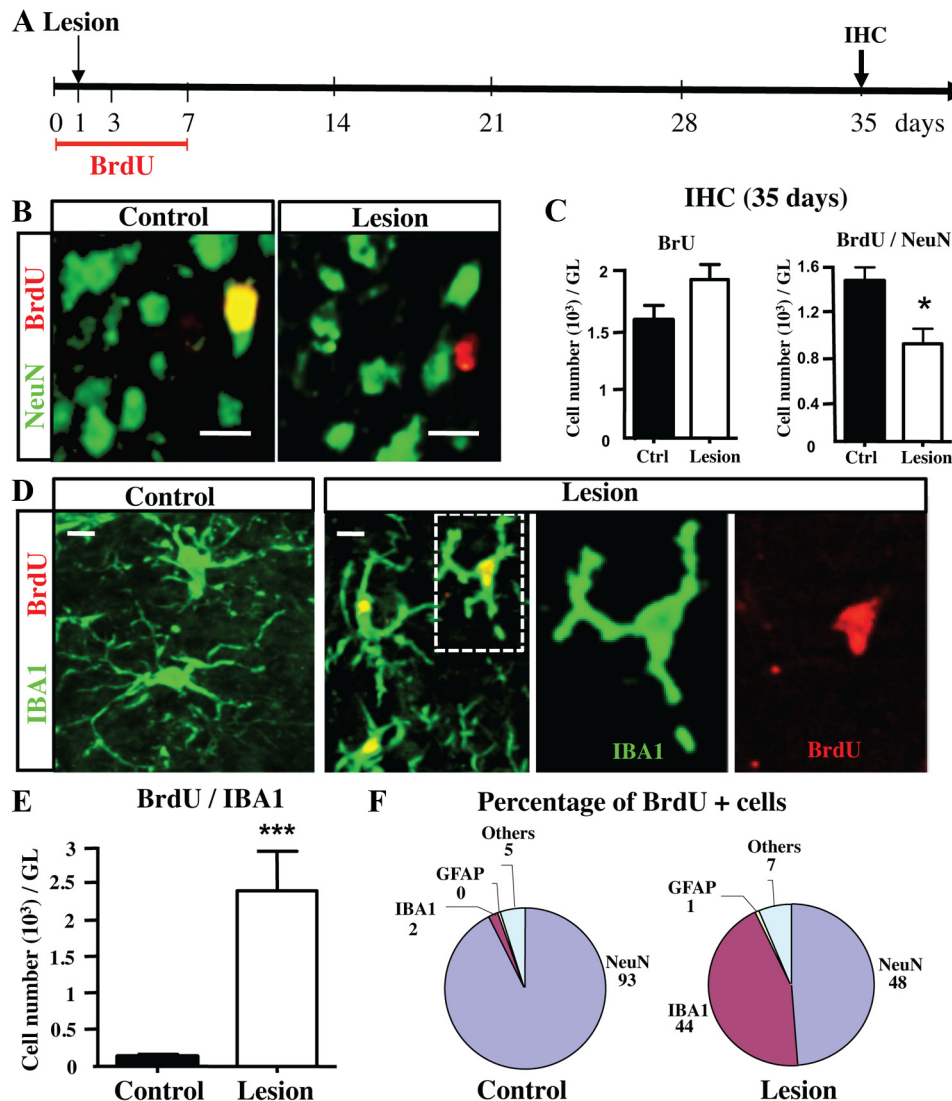 A Lesion
IHC
0 1 3 7 14 21 28 35 days
BrdU
B Control Lesion
NeuN BrdU
C IHC (35 days)
BrU
Cell number (10³) / GL
2
1.5
1
0
Ctrl Lesion
BrdU / NeuN
Cell number (10³) / GL
1.6
1.2
0.8
0.4
0
*
Ctrl Lesion
D Control Lesion
IBA1 BrdU
IBA1
BrdU
E BrdU / IBA1
Cell number (10³) / GL
3
2.5
2
1.5
1
0.5
0
***
Control Lesion
F Percentage of BrdU + cells
Others
5
GFAP
0
IBA1
2
NeuN
93
Control
Others
7
GFAP
1
IBA1
44
NeuN
48
Lesion